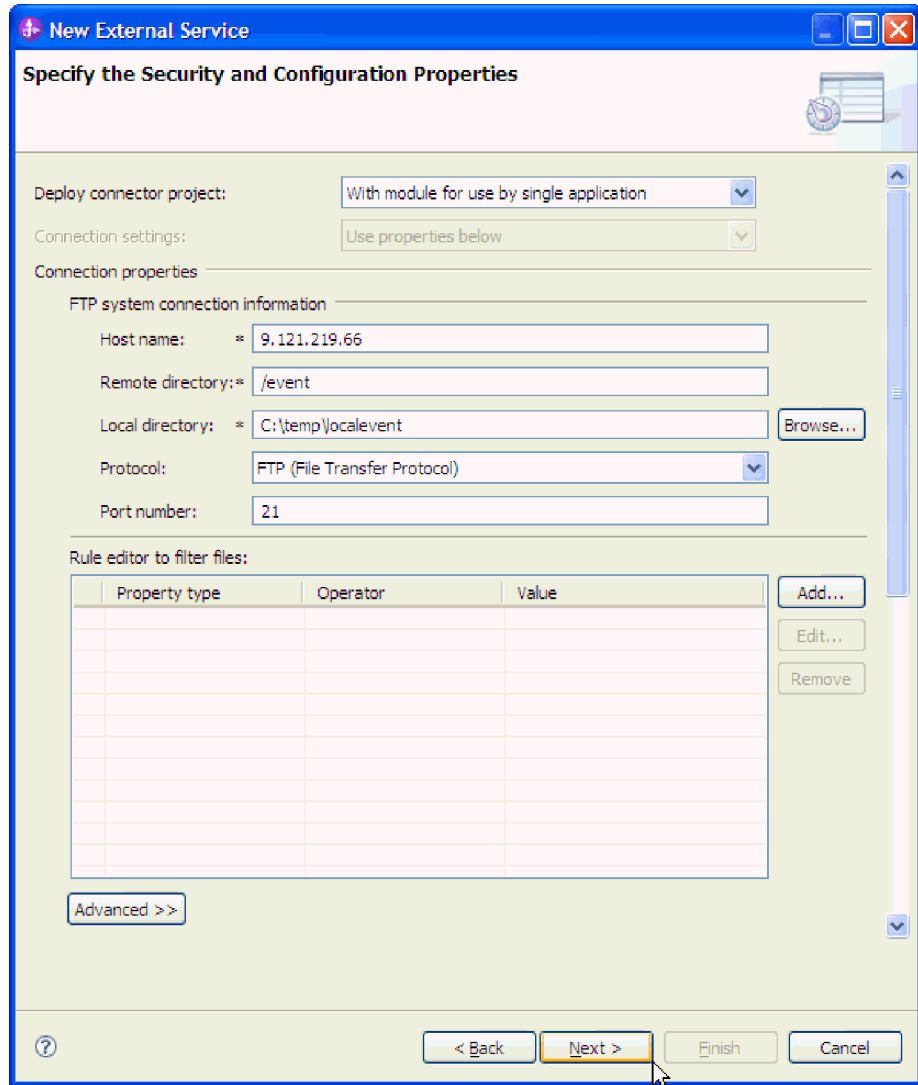 New External Service
Specify the Security and Configuration Properties
Deploy connector project: With module for use by single application
Connection settings: Use properties below
Connection properties
FTP system connection information
Host name: * 9.121.219.66
Remote directory:* /event
Local directory: * C:\temp\localevent Browse...
Protocol: FTP (File Transfer Protocol)
Port number: 21
Rule editor to filter files:
Property type Operator Value Add...
Edit...
Remove
Advanced >>
? < Back Next > Finish Cancel